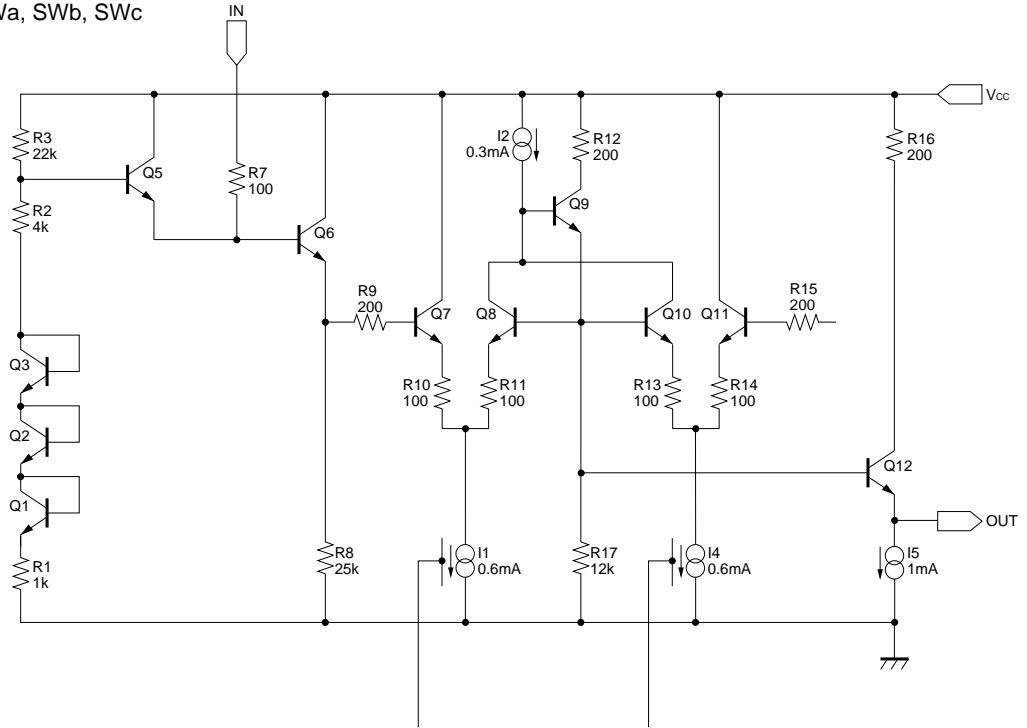 Wa, SWb, SWc
IN
Vcc
R3
22k
I2
0.3mA
R12
200
R16
200
Q5
R7
100
R2
4k
Q9
Q6
R9
200
Q7
Q8
Q10
Q11
R15
200
Q3
R10
100
R11
100
R13
100
R14
100
Q2
Q12
Q1
OUT
R1
1k
R8
25k
I1
0.6mA
R17
12k
I4
0.6mA
I5
1mA